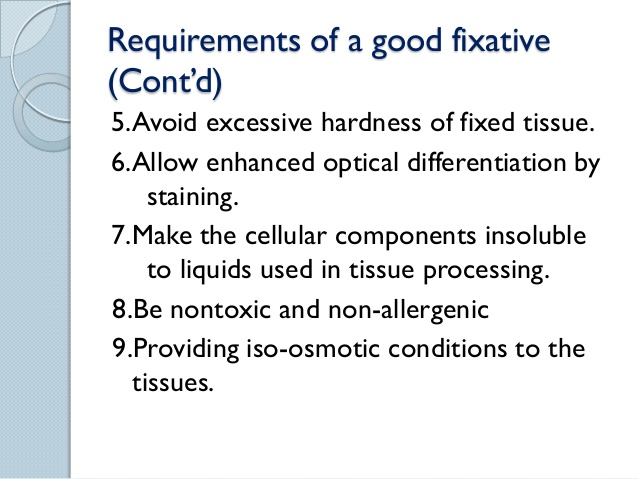 Requirements of a good fixative
(Cont’d)
5.Avoid excessive hardness of fixed tissue.
6.Allow enhanced optical differentiation by
staining.
7.Make the cellular components insoluble
to liquids used in tissue processing.
8.Be nontoxic and non-allergenic
9.Providing iso-osmotic conditions to the
tissues.